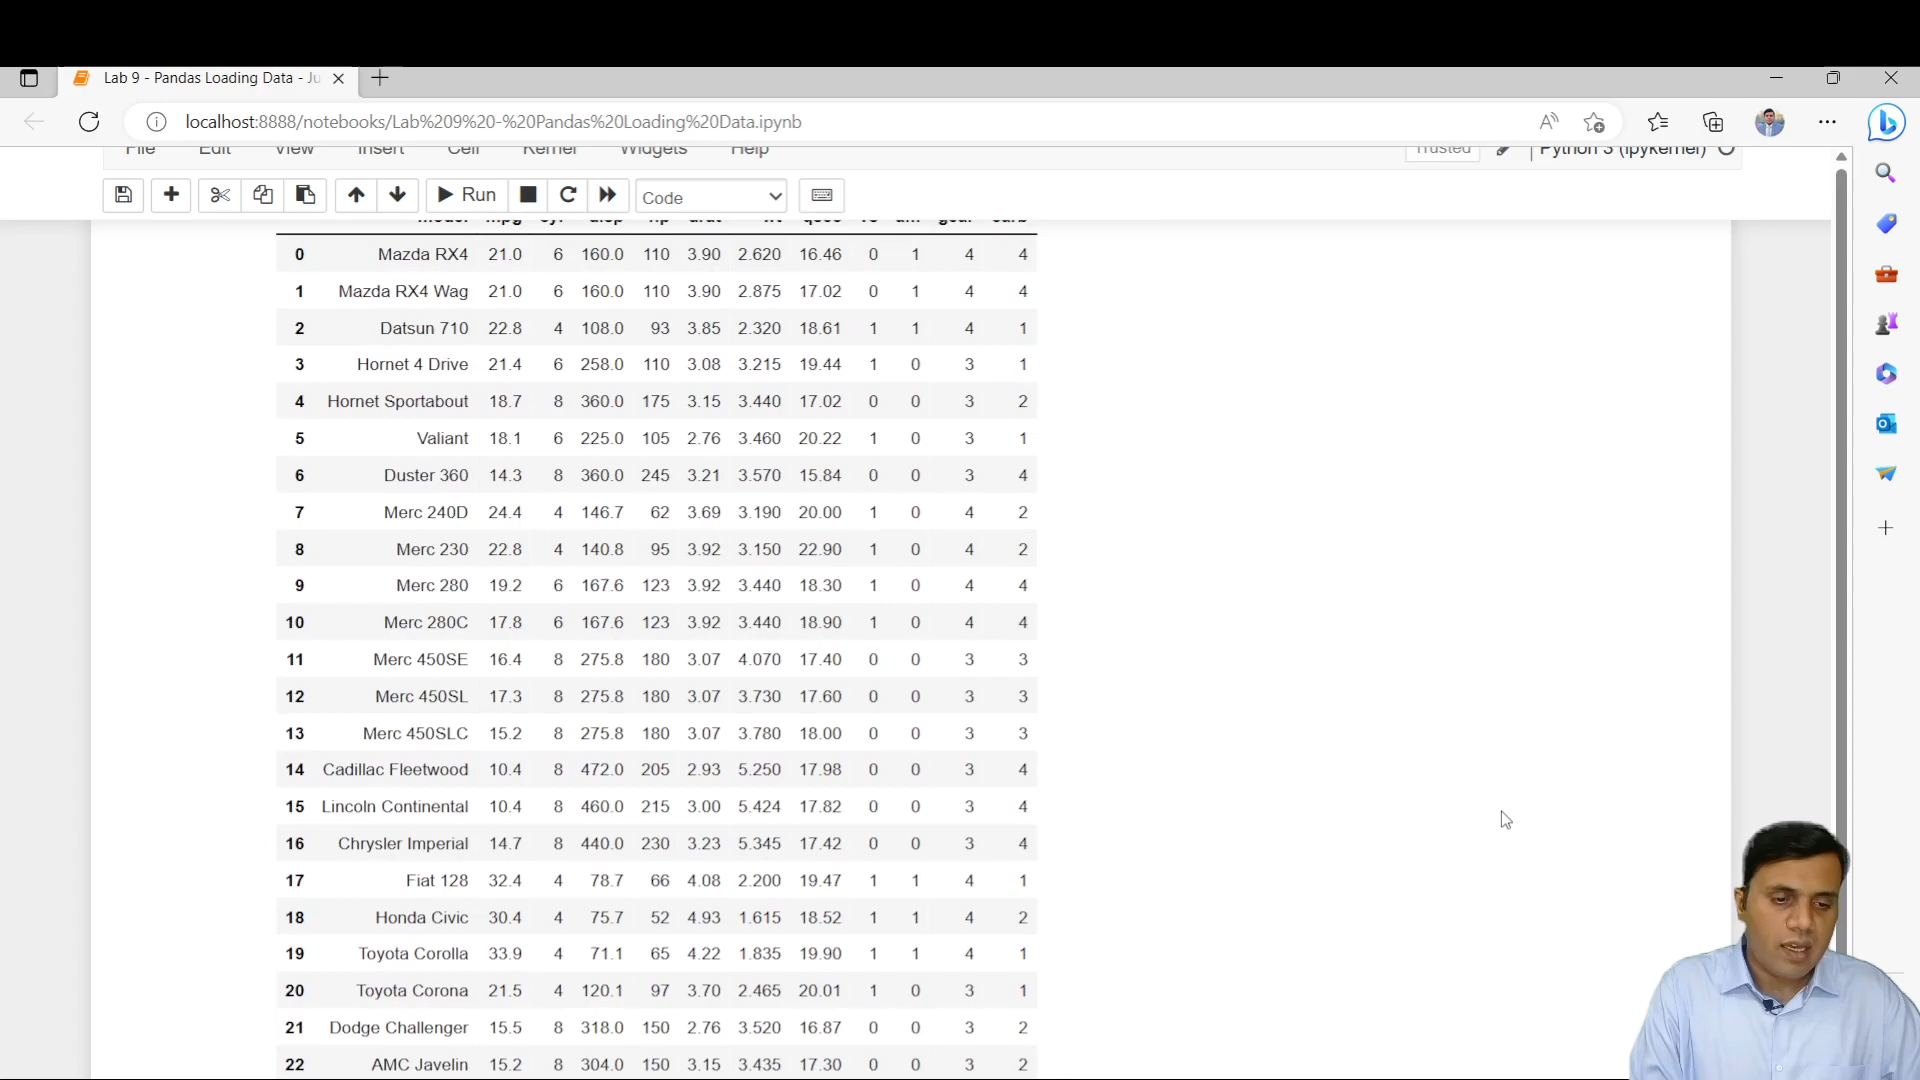 Lab 9 - Pandas Loading Data - Ju
localhost:8888/notebooks/Lab%209%20-%20Pandas%20Loading%20Data.ipynb
File Edit View Insert Cell Kernel Widgets Help Trusted Python 3 (ipykernel)
Run Code
model mpg cyl disp hp drat wt qsec vs am gear carb
0 Mazda RX4 21.0 6 160.0 110 3.90 2.620 16.46 0 1 4 4
1 Mazda RX4 Wag 21.0 6 160.0 110 3.90 2.875 17.02 0 1 4 4
2 Datsun 710 22.8 4 108.0 93 3.85 2.320 18.61 1 1 4 1
3 Hornet 4 Drive 21.4 6 258.0 110 3.08 3.215 19.44 1 0 3 1
4 Hornet Sportabout 18.7 8 360.0 175 3.15 3.440 17.02 0 0 3 2
5 Valiant 18.1 6 225.0 105 2.76 3.460 20.22 1 0 3 1
6 Duster 360 14.3 8 360.0 245 3.21 3.570 15.84 0 0 3 4
7 Merc 240D 24.4 4 146.7 62 3.69 3.190 20.00 1 0 4 2
8 Merc 230 22.8 4 140.8 95 3.92 3.150 22.90 1 0 4 2
9 Merc 280 19.2 6 167.6 123 3.92 3.440 18.30 1 0 4 4
10 Merc 280C 17.8 6 167.6 123 3.92 3.440 18.90 1 0 4 4
11 Merc 450SE 16.4 8 275.8 180 3.07 4.070 17.40 0 0 3 3
12 Merc 450SL 17.3 8 275.8 180 3.07 3.730 17.60 0 0 3 3
13 Merc 450SLC 15.2 8 275.8 180 3.07 3.780 18.00 0 0 3 3
14 Cadillac Fleetwood 10.4 8 472.0 205 2.93 5.250 17.98 0 0 3 4
15 Lincoln Continental 10.4 8 460.0 215 3.00 5.424 17.82 0 0 3 4
16 Chrysler Imperial 14.7 8 440.0 230 3.23 5.345 17.42 0 0 3 4
17 Fiat 128 32.4 4 78.7 66 4.08 2.200 19.47 1 1 4 1
18 Honda Civic 30.4 4 75.7 52 4.93 1.615 18.52 1 1 4 2
19 Toyota Corolla 33.9 4 71.1 65 4.22 1.835 19.90 1 1 4 1
20 Toyota Corona 21.5 4 120.1 97 3.70 2.465 20.01 1 0 3 1
21 Dodge Challenger 15.5 8 318.0 150 2.76 3.520 16.87 0 0 3 2
22 AMC Javelin 15.2 8 304.0 150 3.15 3.435 17.30 0 0 3 2